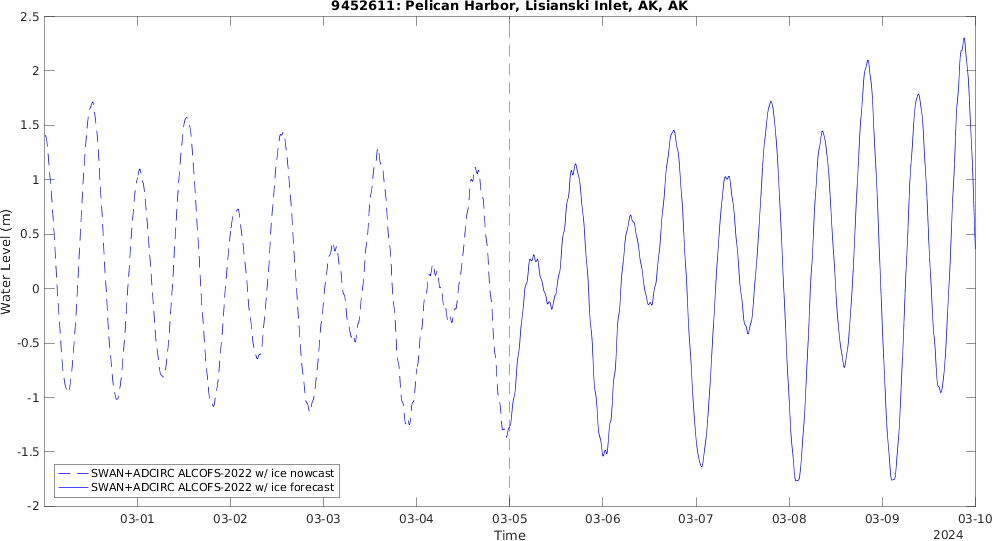 9452611: Pelican Harbor, Lisianski Inlet, AK, AK
2.5
2
1.5
1
0.5
0
-0.5
-1
-1.5
-2
Water Level (m)
SWAN+ADCIRC ALCOFS-2022 w/ ice nowcast
SWAN+ADCIRC ALCOFS-2022 w/ ice forecast
03-01 03-02 03-03 03-04 03-05 03-06 03-07 03-08 03-09 03-10
Time
2024